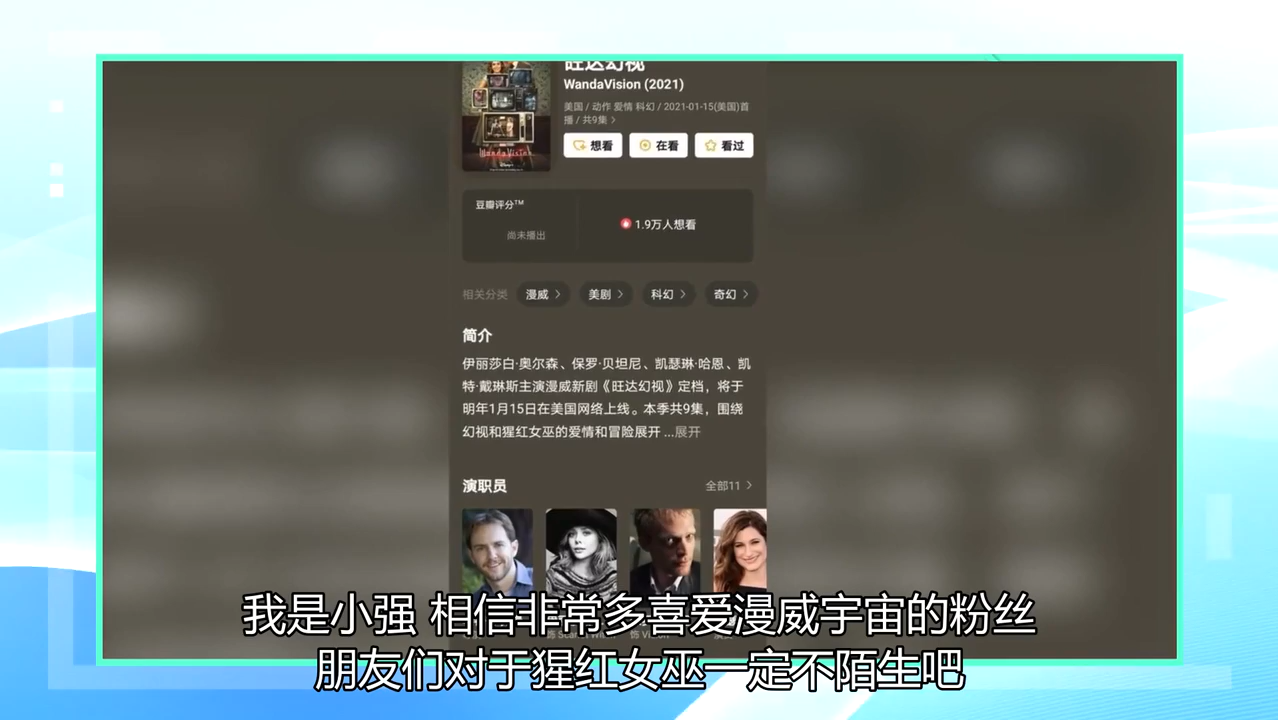 旺达幻视
WandaVision (2021)
美国 / 动作 爱情 科幻 / 2021-01-15(美国)首
播 / 共9集 >
想看 在看 看过
WandaVision
豆瓣评分™
尚未播出
1.9万人想看
相关分类 漫威 > 美剧 > 科幻 > 奇幻 >
简介
伊丽莎白·奥尔森、保罗·贝坦尼、凯瑟琳·哈恩、凯
特·戴琳斯主演漫威新剧《旺达幻视》定档，将于
明年1月15日在美国网络上线。本季共9集，围绕
幻视和猩红女巫的爱情和冒险展开 ...展开
演职员 全部11 >
我是小强 相信非常多喜爱漫威宇宙的粉丝
朋友们对于猩红女巫一定不陌生吧